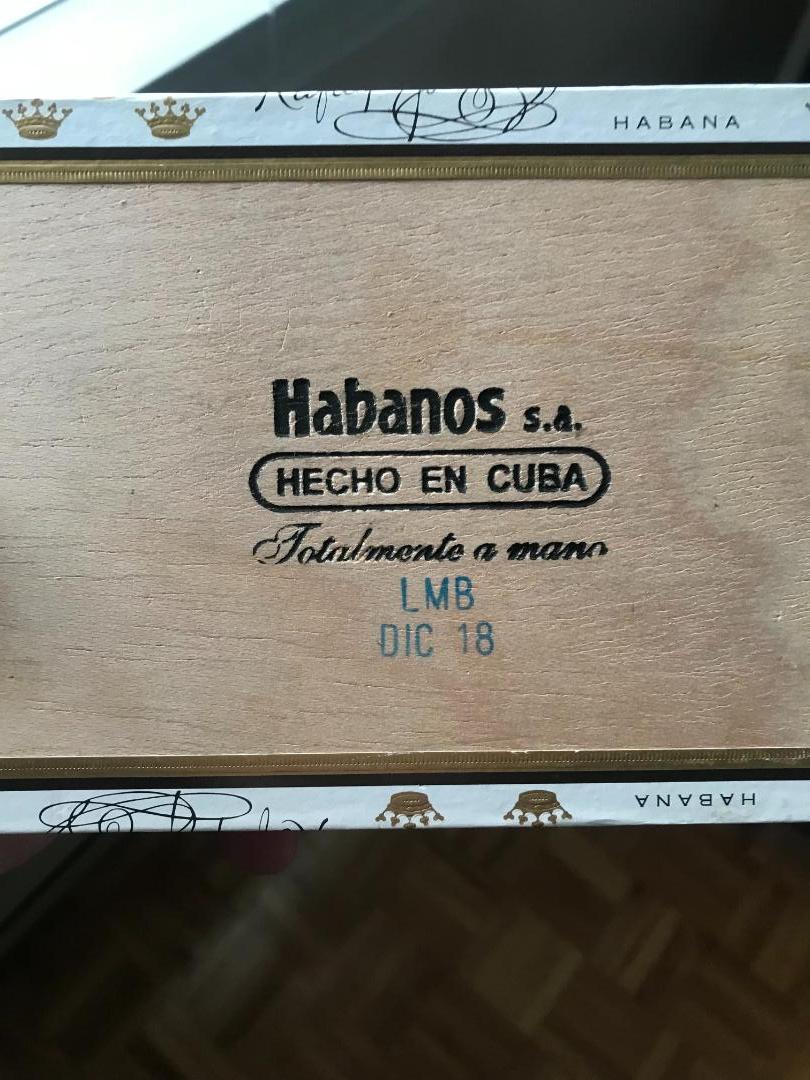 HABANA
Habanos s.a.
HECHO EN CUBA
Totalmente a mano
LMB
DIC 18
HABANA